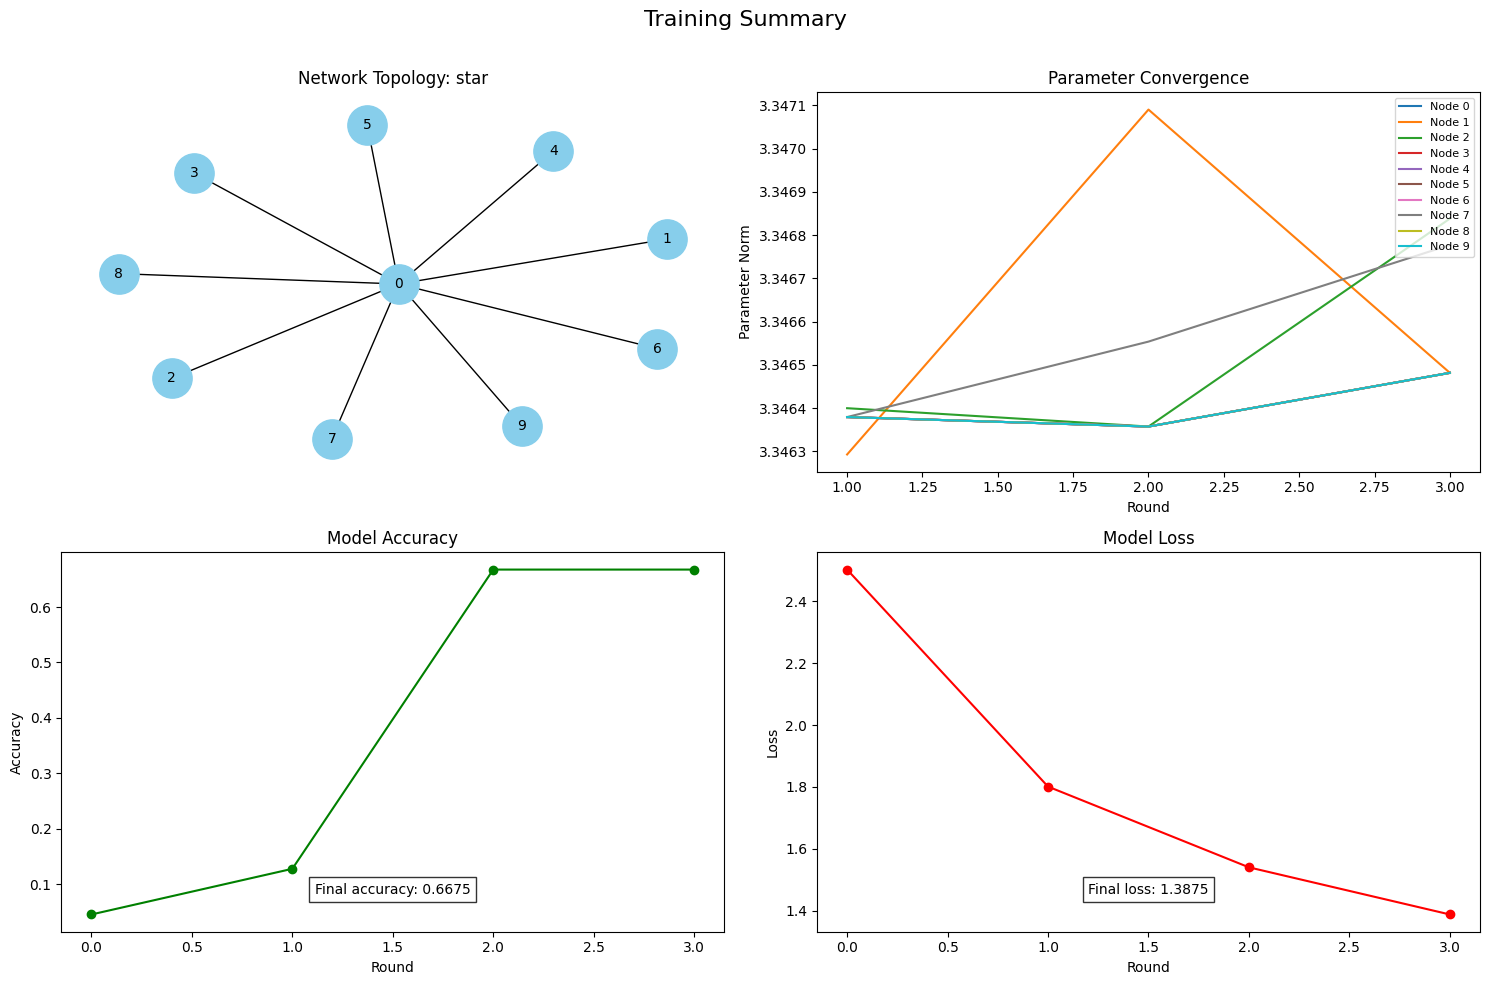 Training Summary
Network Topology: star
5
4
3
1
8
0
6
2
9
7
Parameter Convergence
Parameter Norm
3.3471
3.3470
3.3469
3.3468
3.3467
3.3466
3.3465
3.3464
3.3463
Node 0
Node 1
Node 2
Node 3
Node 4
Node 5
Node 6
Node 7
Node 8
Node 9
1.00 1.25 1.50 1.75 2.00 2.25 2.50 2.75 3.00
Round
Model Accuracy
Accuracy
0.6
0.5
0.4
0.3
0.2
0.1
Final accuracy: 0.6675
0.0 0.5 1.0 1.5 2.0 2.5 3.0
Round
Model Loss
Loss
2.4
2.2
2.0
1.8
1.6
1.4
Final loss: 1.3875
0.0 0.5 1.0 1.5 2.0 2.5 3.0
Round